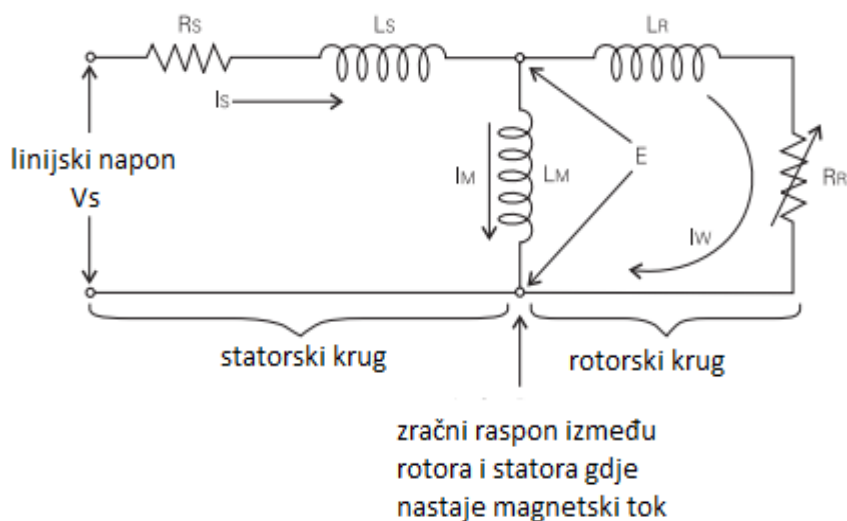 Rs
Ls
LR
Is
linijski napon
Vs
IM
LM
E
RR
Iw
statorski krug
rotorski krug
zračni raspon između
rotora i statora gdje
nastaje magnetski tok